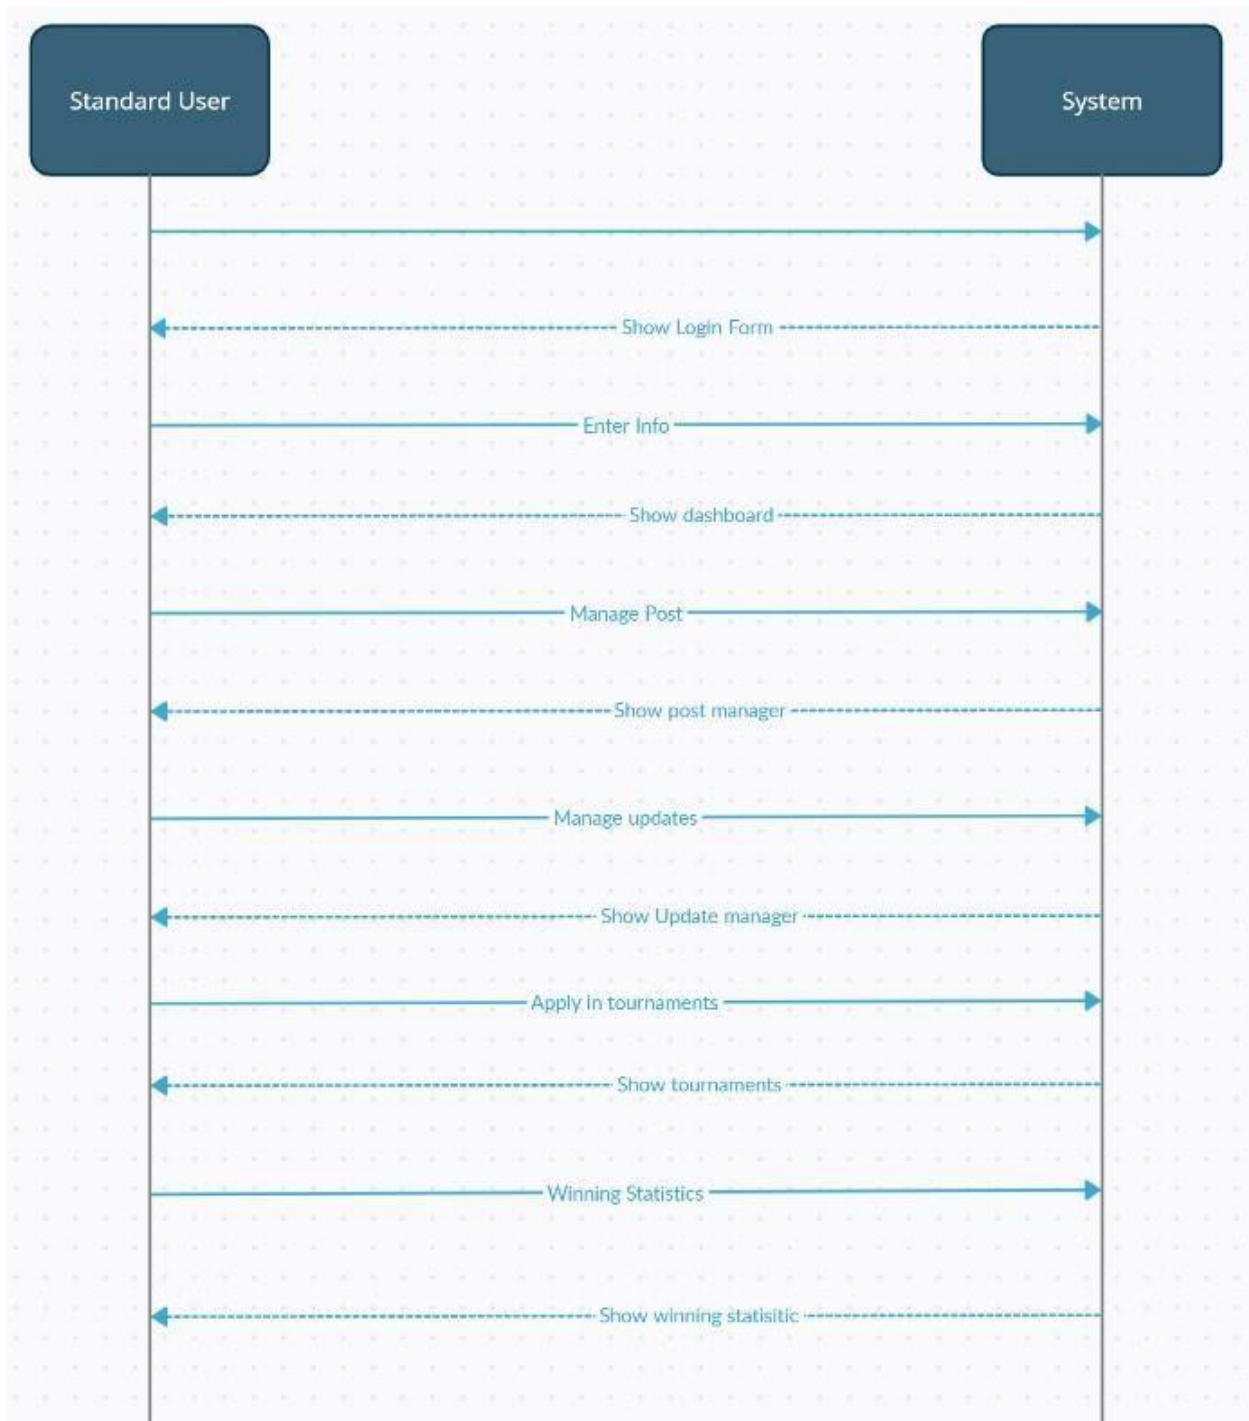 Standard User
System
Show Login Form
Enter Info
Show dashboard
Manage Post
Show post manager
Manage updates
Show Update manager
Apply in tournaments
Show tournaments
Winning Statistics
Show winning statisitic